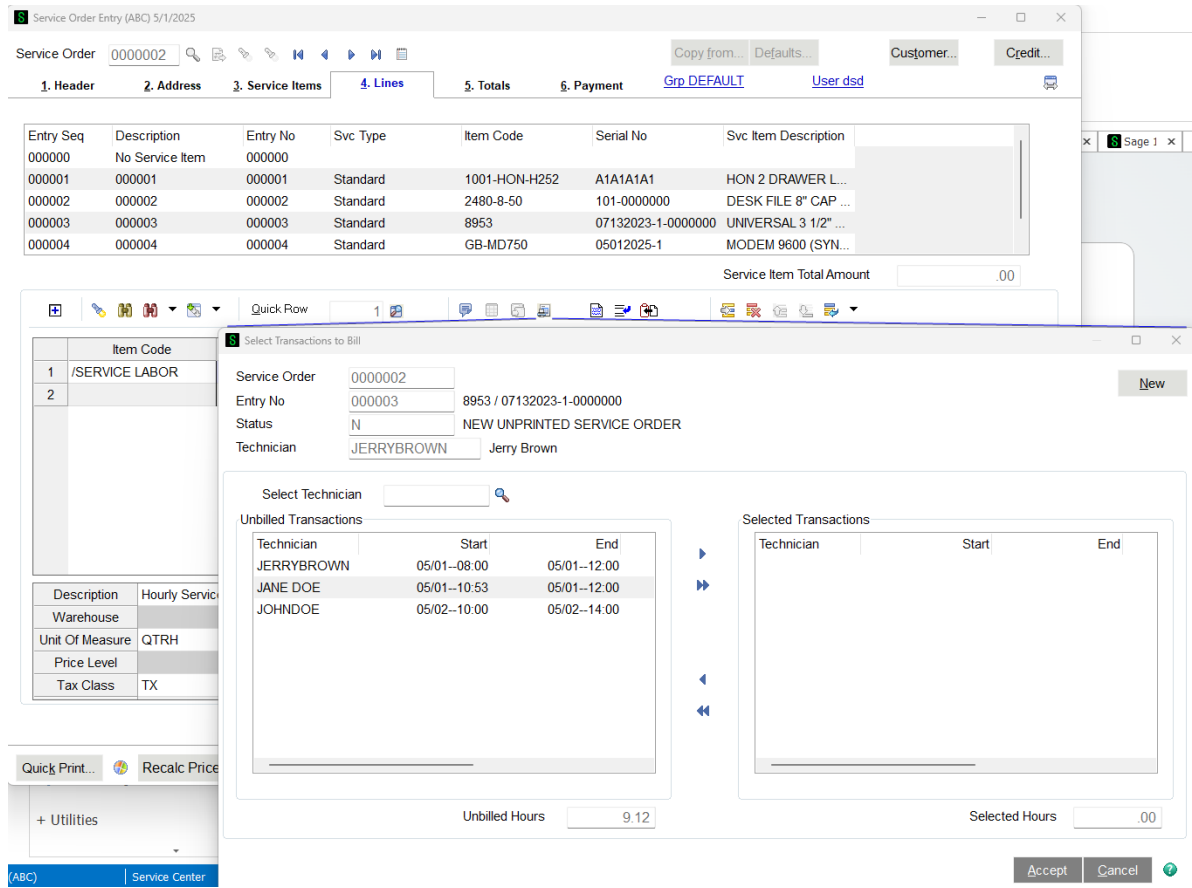 S Service Order Entry (ABC) 5/1/2025
Service Order 0000002 Copy from... Defaults... Customer... Credit...
1. Header 2. Address 3. Service Items 4. Lines 5. Totals 6. Payment Grp DEFAULT User dsd
Entry Seq Description Entry No Svc Type Item Code Serial No Svc Item Description
000000 No Service Item 000000
000001 000001 000001 Standard 1001-HON-H252 A1A1A1A1 HON 2 DRAWER L...
000002 000002 000002 Standard 2480-8-50 101-0000000 DESK FILE 8" CAP ...
000003 000003 000003 Standard 8953 07132023-1-0000000 UNIVERSAL 3 1/2" ...
000004 000004 000004 Standard GB-MD750 05012025-1 MODEM 9600 (SYN...
S Sage 1
Service Item Total Amount .00
Quick Row 1
Item Code
1 /SERVICE LABOR
2
Description Hourly Servic
Warehouse
Unit Of Measure QTRH
Price Level
Tax Class TX
Quick Print... Recalc Price
+ Utilities
(ABC) Service Center
S Select Transactions to Bill
Service Order 0000002 New
Entry No 000003 8953 / 07132023-1-0000000
Status N NEW UNPRINTED SERVICE ORDER
Technician JERRYBROWN Jerry Brown
Select Technician
Unbilled Transactions
Technician Start End
JERRYBROWN 05/01--08:00 05/01--12:00
JANE DOE 05/01--10:53 05/01--12:00
JOHNDOE 05/02--10:00 05/02--14:00
Unbilled Hours 9.12
Selected Transactions
Technician Start End
Selected Hours .00
Accept Cancel ?